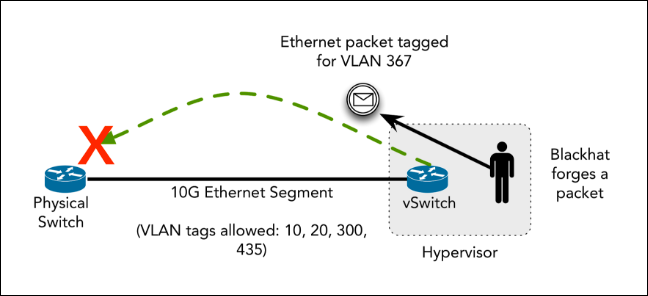 Ethernet packet tagged
for VLAN 367
X
Blackhat
forges a
packet
10G Ethernet Segment
Physical
Switch
vSwitch
(VLAN tags allowed: 10, 20, 300,
435)
Hypervisor